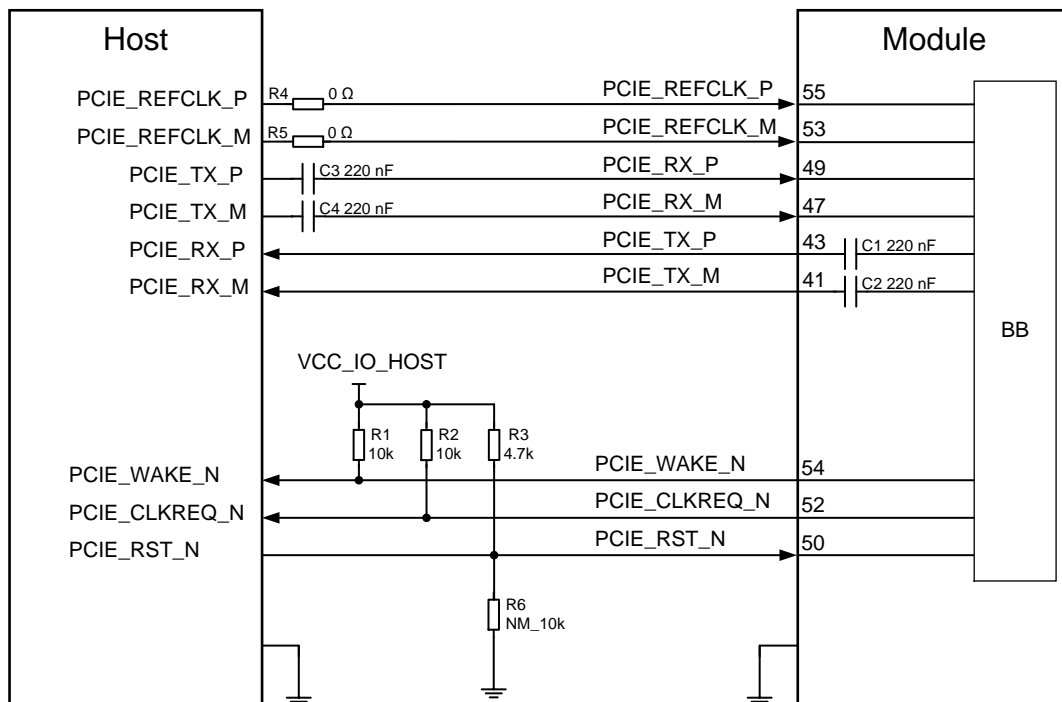 Host
Module
PCIE_REFCLK_P
R4
0 Ω
PCIE_REFCLK_P
55
PCIE_REFCLK_M
R5
0 Ω
PCIE_REFCLK_M
53
PCIE_TX_P
C3 220 nF
PCIE_RX_P
49
PCIE_TX_M
C4 220 nF
PCIE_RX_M
47
PCIE_RX_P
PCIE_TX_P
43
C1 220 nF
PCIE_RX_M
PCIE_TX_M
41
C2 220 nF
BB
VCC_IO_HOST
R1
10k
R2
10k
R3
4.7k
PCIE_WAKE_N
PCIE_WAKE_N
54
PCIE_CLKREQ_N
PCIE_CLKREQ_N
52
PCIE_RST_N
PCIE_RST_N
50
R6
NM_10k